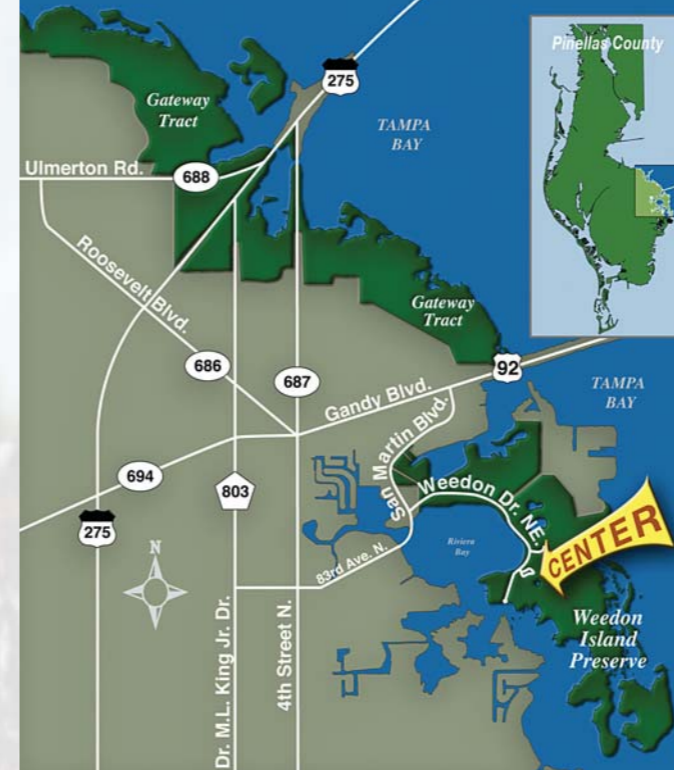 Pinellas County
275
Gateway
Tract
TAMPA
BAY
Ulmerton Rd.
688
Roosevelt Blvd.
Gateway
Tract
686
687
92
Gandy Blvd.
TAMPA
BAY
San Martin Blvd.
694
803
Weedon Dr. NE.
275
CENTER
Riviera
Bay
N
83rd Ave. N.
Weedon
Island
Preserve
Dr. M.L. King Jr. Dr.
4th Street N.